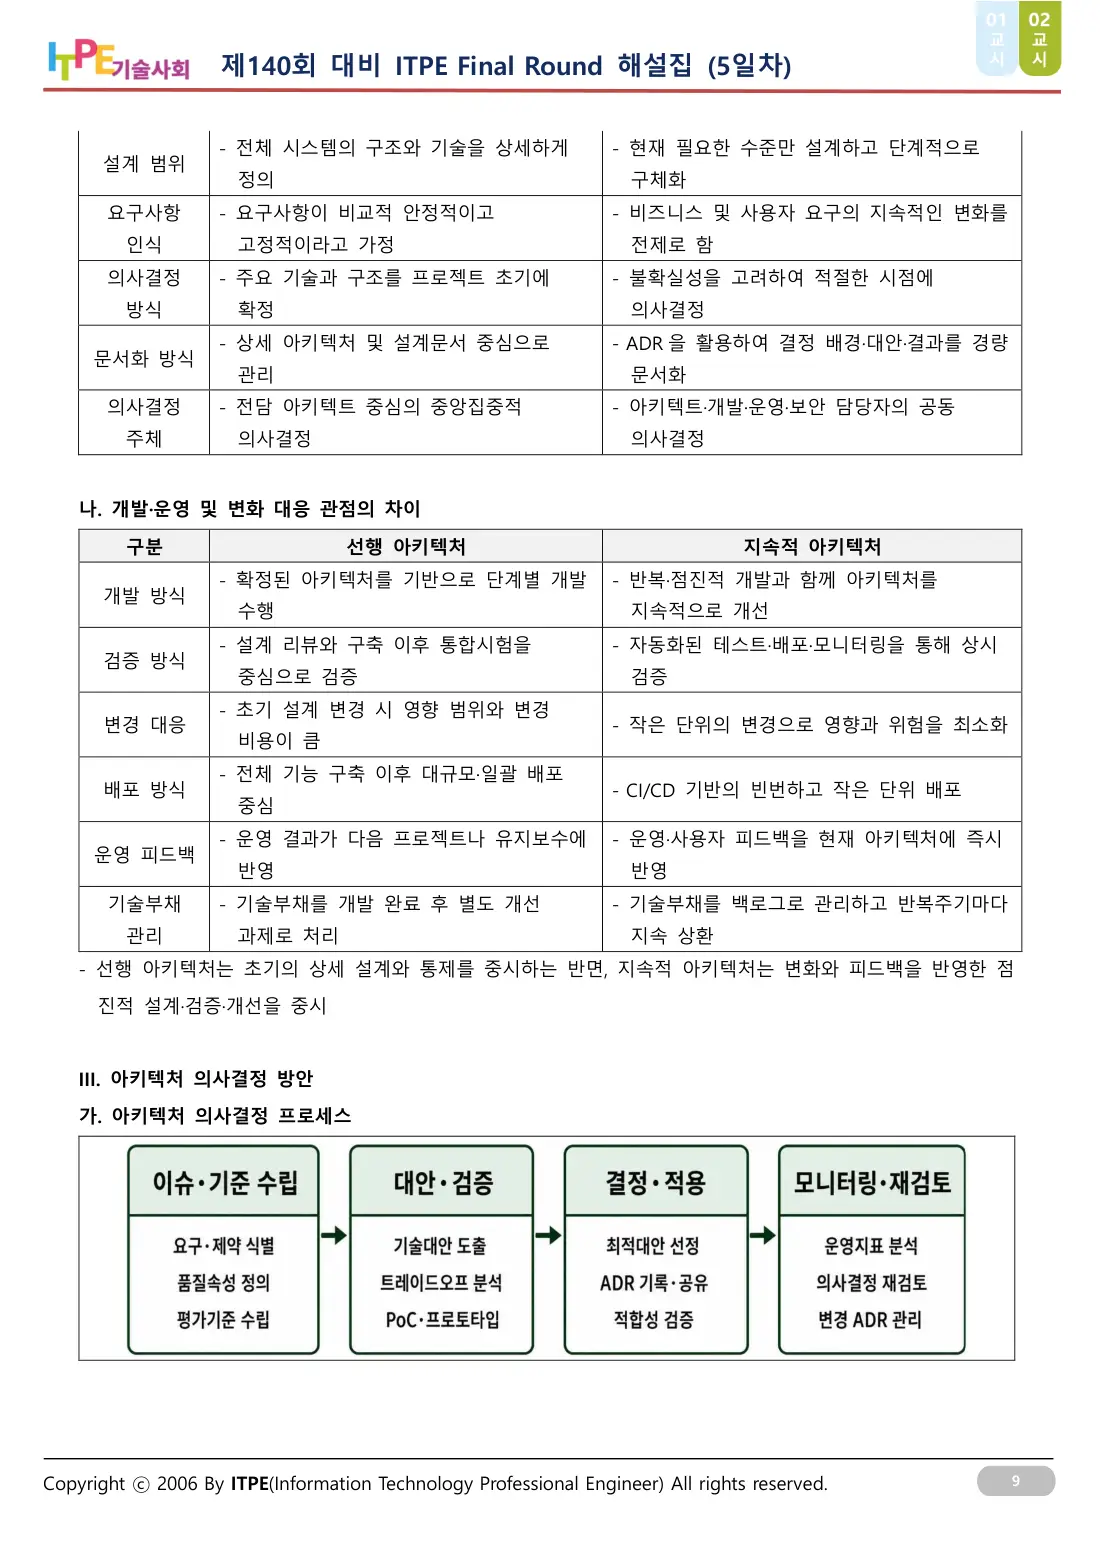 01
교
시
02
교
시
ITPE기술사회 제140회 대비 ITPE Final Round 해설집 (5일차)
설계 범위
- 전체 시스템의 구조와 기술을 상세하게
정의
- 현재 필요한 수준만 설계하고 단계적으로
구체화
요구사항
인식
- 요구사항이 비교적 안정적이고
고정적이라고 가정
- 비즈니스 및 사용자 요구의 지속적인 변화를
전제로 함
의사결정
방식
- 주요 기술과 구조를 프로젝트 초기에
확정
- 불확실성을 고려하여 적절한 시점에
의사결정
문서화 방식
- 상세 아키텍처 및 설계문서 중심으로
관리
- ADR을 활용하여 결정 배경·대안·결과를 경량
문서화
의사결정
주체
- 전담 아키텍트 중심의 중앙집중적
의사결정
- 아키텍트·개발·운영·보안 담당자의 공동
의사결정
나. 개발·운영 및 변화 대응 관점의 차이
구분 선행 아키텍처 지속적 아키텍처
개발 방식
- 확정된 아키텍처를 기반으로 단계별 개발
수행
- 반복·점진적 개발과 함께 아키텍처를
지속적으로 개선
검증 방식
- 설계 리뷰와 구축 이후 통합시험을
중심으로 검증
- 자동화된 테스트·배포·모니터링을 통해 상시
검증
변경 대응
- 초기 설계 변경 시 영향 범위와 변경
비용이 큼
- 작은 단위의 변경으로 영향과 위험을 최소화
배포 방식
- 전체 기능 구축 이후 대규모·일괄 배포
중심
- CI/CD 기반의 빈번하고 작은 단위 배포
운영 피드백
- 운영 결과가 다음 프로젝트나 유지보수에
반영
- 운영·사용자 피드백을 현재 아키텍처에 즉시
반영
기술부채
관리
- 기술부채를 개발 완료 후 별도 개선
과제로 처리
- 기술부채를 백로그로 관리하고 반복주기마다
지속 상환
- 선행 아키텍처는 초기의 상세 설계와 통제를 중시하는 반면, 지속적 아키텍처는 변화와 피드백을 반영한 점
진적 설계·검증·개선을 중시
III. 아키텍처 의사결정 방안
가. 아키텍처 의사결정 프로세스
이슈·기준 수립
요구·제약 식별
품질속성 정의
평가기준 수립
대안·검증
기술대안 도출
트레이드오프 분석
PoC·프로토타입
결정·적용
최적대안 선정
ADR 기록·공유
적합성 검증
모니터링·재검토
운영지표 분석
의사결정 재검토
변경 ADR 관리
Copyright ⓒ 2006 By ITPE(Information Technology Professional Engineer) All rights reserved.
9